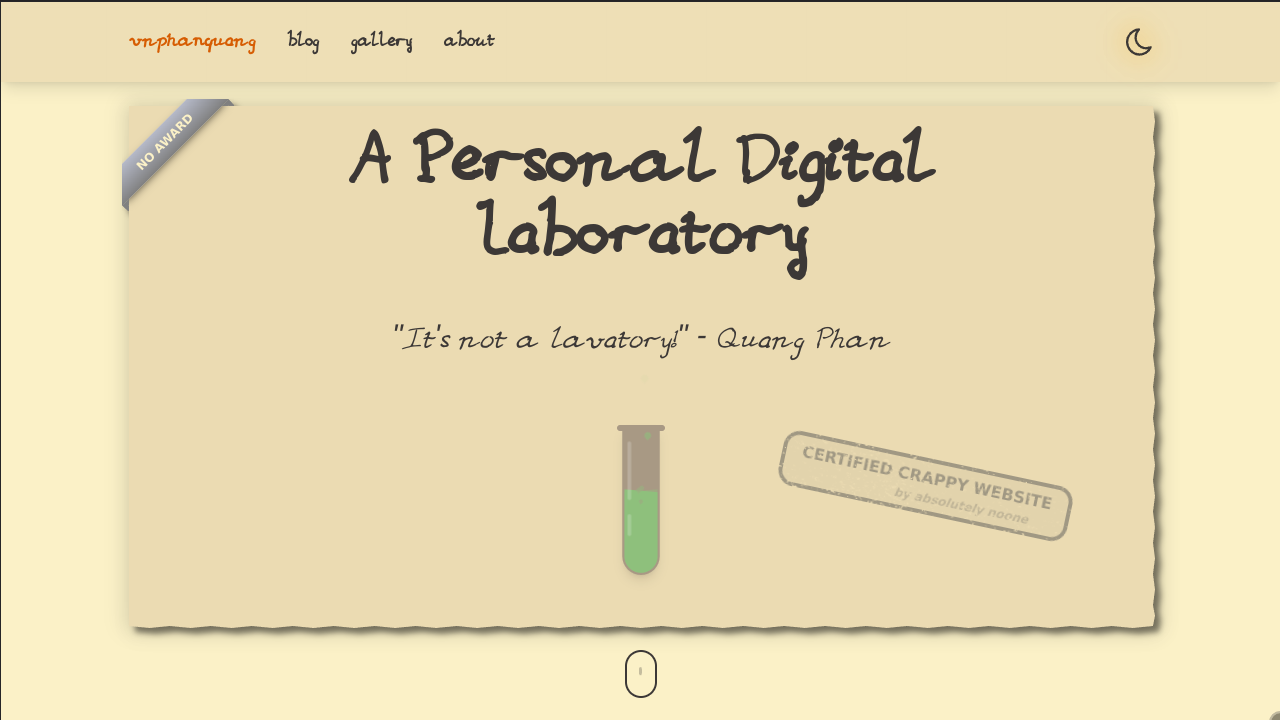 vnphanquang blog gallery about
NO AWARD
A Personal Digital
Laboratory
"It's not a lavatory!" - Quang Phan
CERTIFIED CRAPPY WEBSITE
by absolutely noone